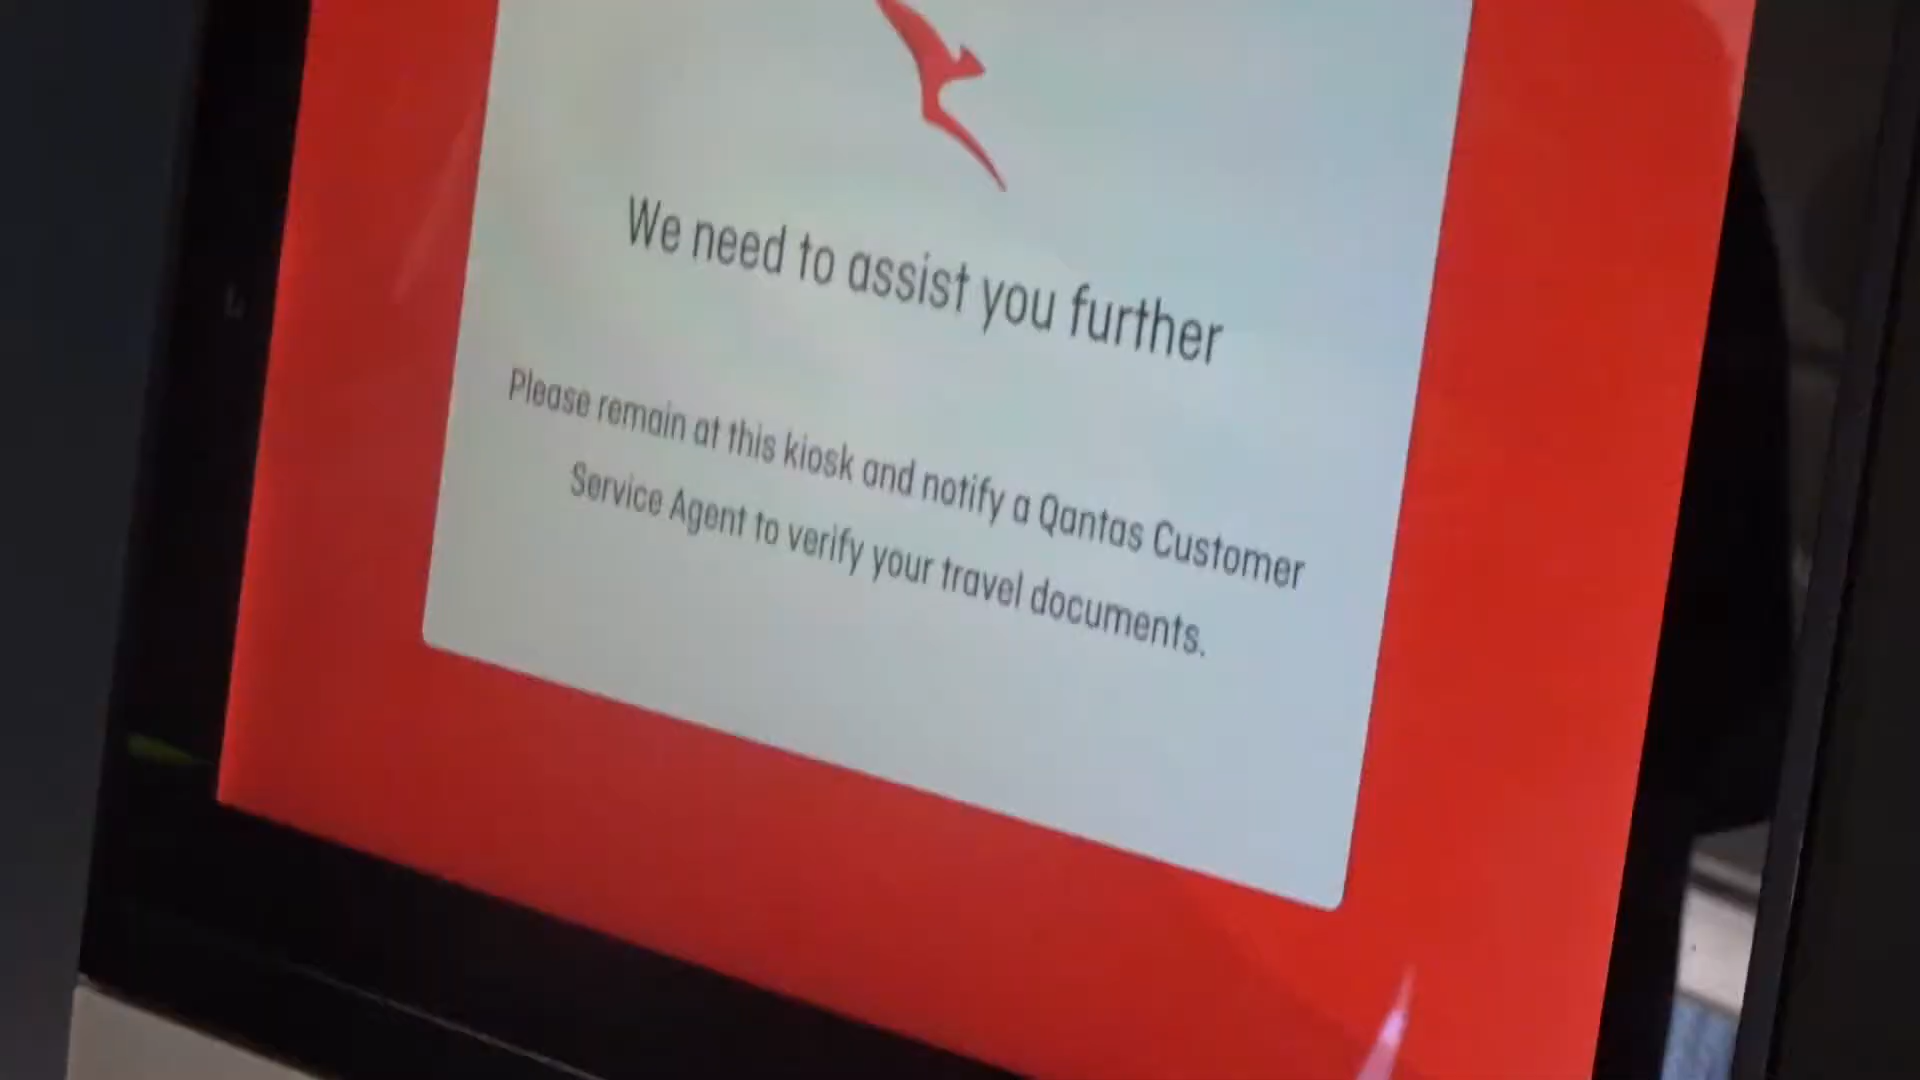 We need to assist you further
Please remain at this kiosk and notify a Qantas Customer
Service Agent to verify your travel documents.